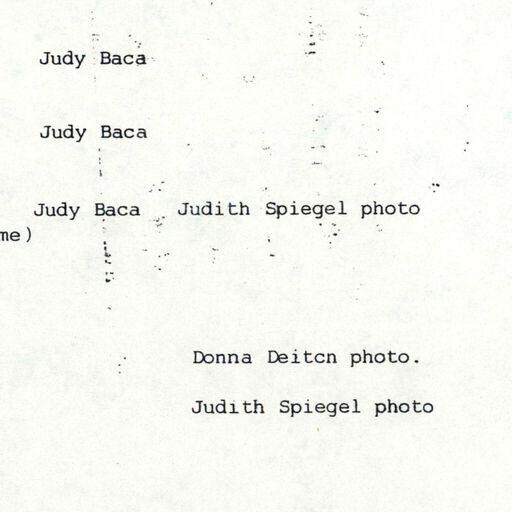 Judy Baca
Judy Baca
Judy Baca Judith Spiegel photo
me)
Donna Deitcn photo.
Judith Spiegel photo